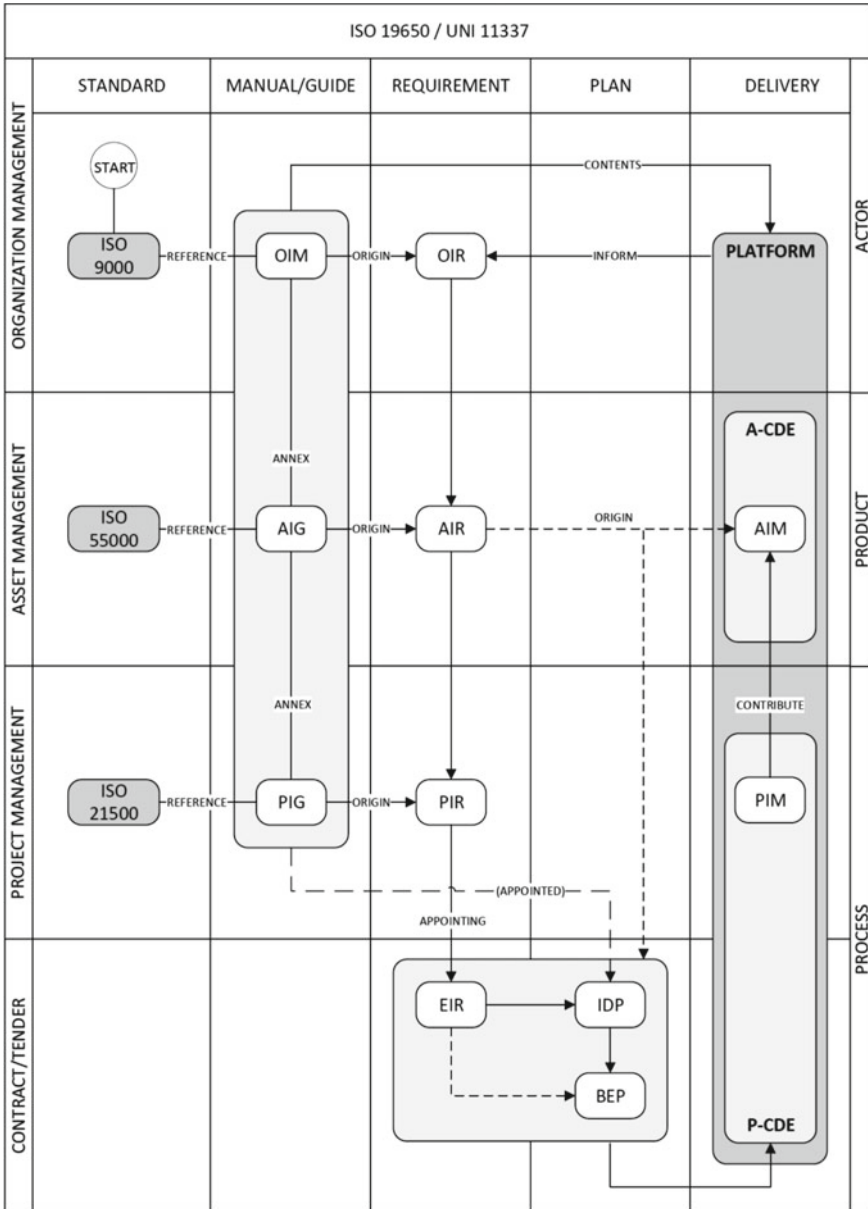 ISO 19650 / UNI 11337
STANDARD
MANUAL/GUIDE
REQUIREMENT
PLAN
DELIVERY
ORGANIZATION MANAGEMENT
START
CONTENTS
ISO
9000
REFERENCE
OIM
ORIGIN
OIR
INFORM
PLATFORM
ACTOR
ASSET MANAGEMENT
ANNEX
A-CDE
ISO
55000
REFERENCE
AIG
ORIGIN
AIR
ORIGIN
AIM
PRODUCT
PROJECT MANAGEMENT
ANNEX
CONTRIBUTE
ISO
21500
REFERENCE
PIG
ORIGIN
PIR
PIM
(APPOINTED)
APPOINTING
PROCESS
CONTRACT/TENDER
EIR
IDP
BEP
P-CDE